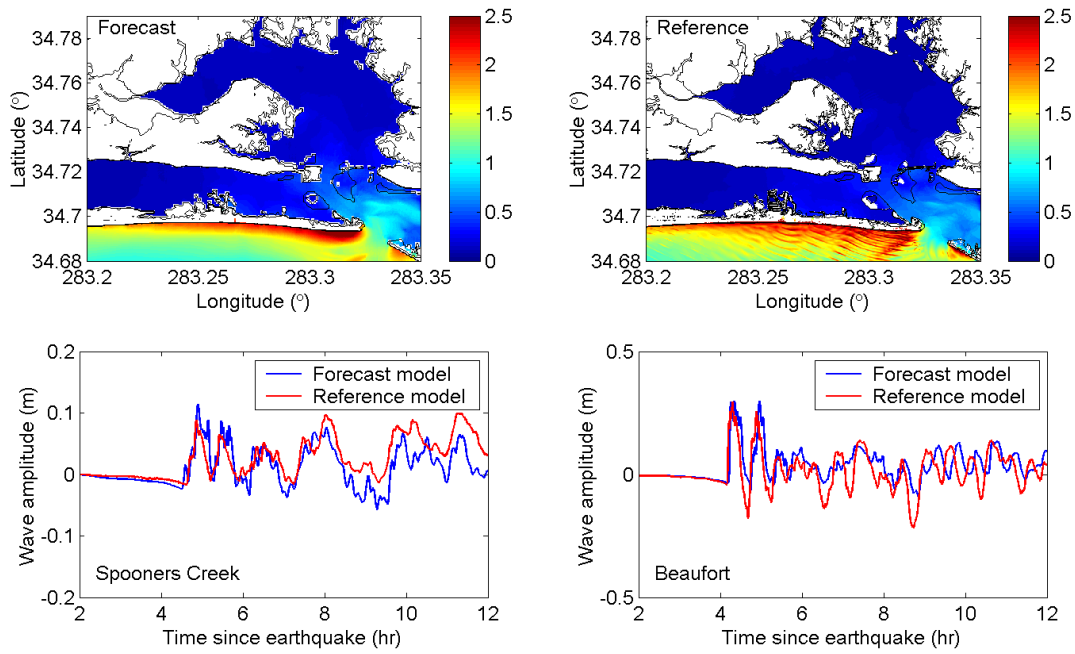 Forecast
34.78
34.76
34.74
34.72
34.7
34.68
Latitude (°)
283.2
283.25
283.3
283.35
Longitude (°)
2.5
2
1.5
1
0.5
0
Reference
34.78
34.76
34.74
34.72
34.7
34.68
Latitude (°)
283.2
283.25
283.3
283.35
Longitude (°)
2.5
2
1.5
1
0.5
0
0.2
0.1
0
-0.1
-0.2
Wave amplitude (m)
Forecast model
Reference model
Spooners Creek
2 4 6 8 10 12
Time since earthquake (hr)
0.5
0
-0.5
Wave amplitude (m)
Forecast model
Reference model
Beaufort
2 4 6 8 10 12
Time since earthquake (hr)